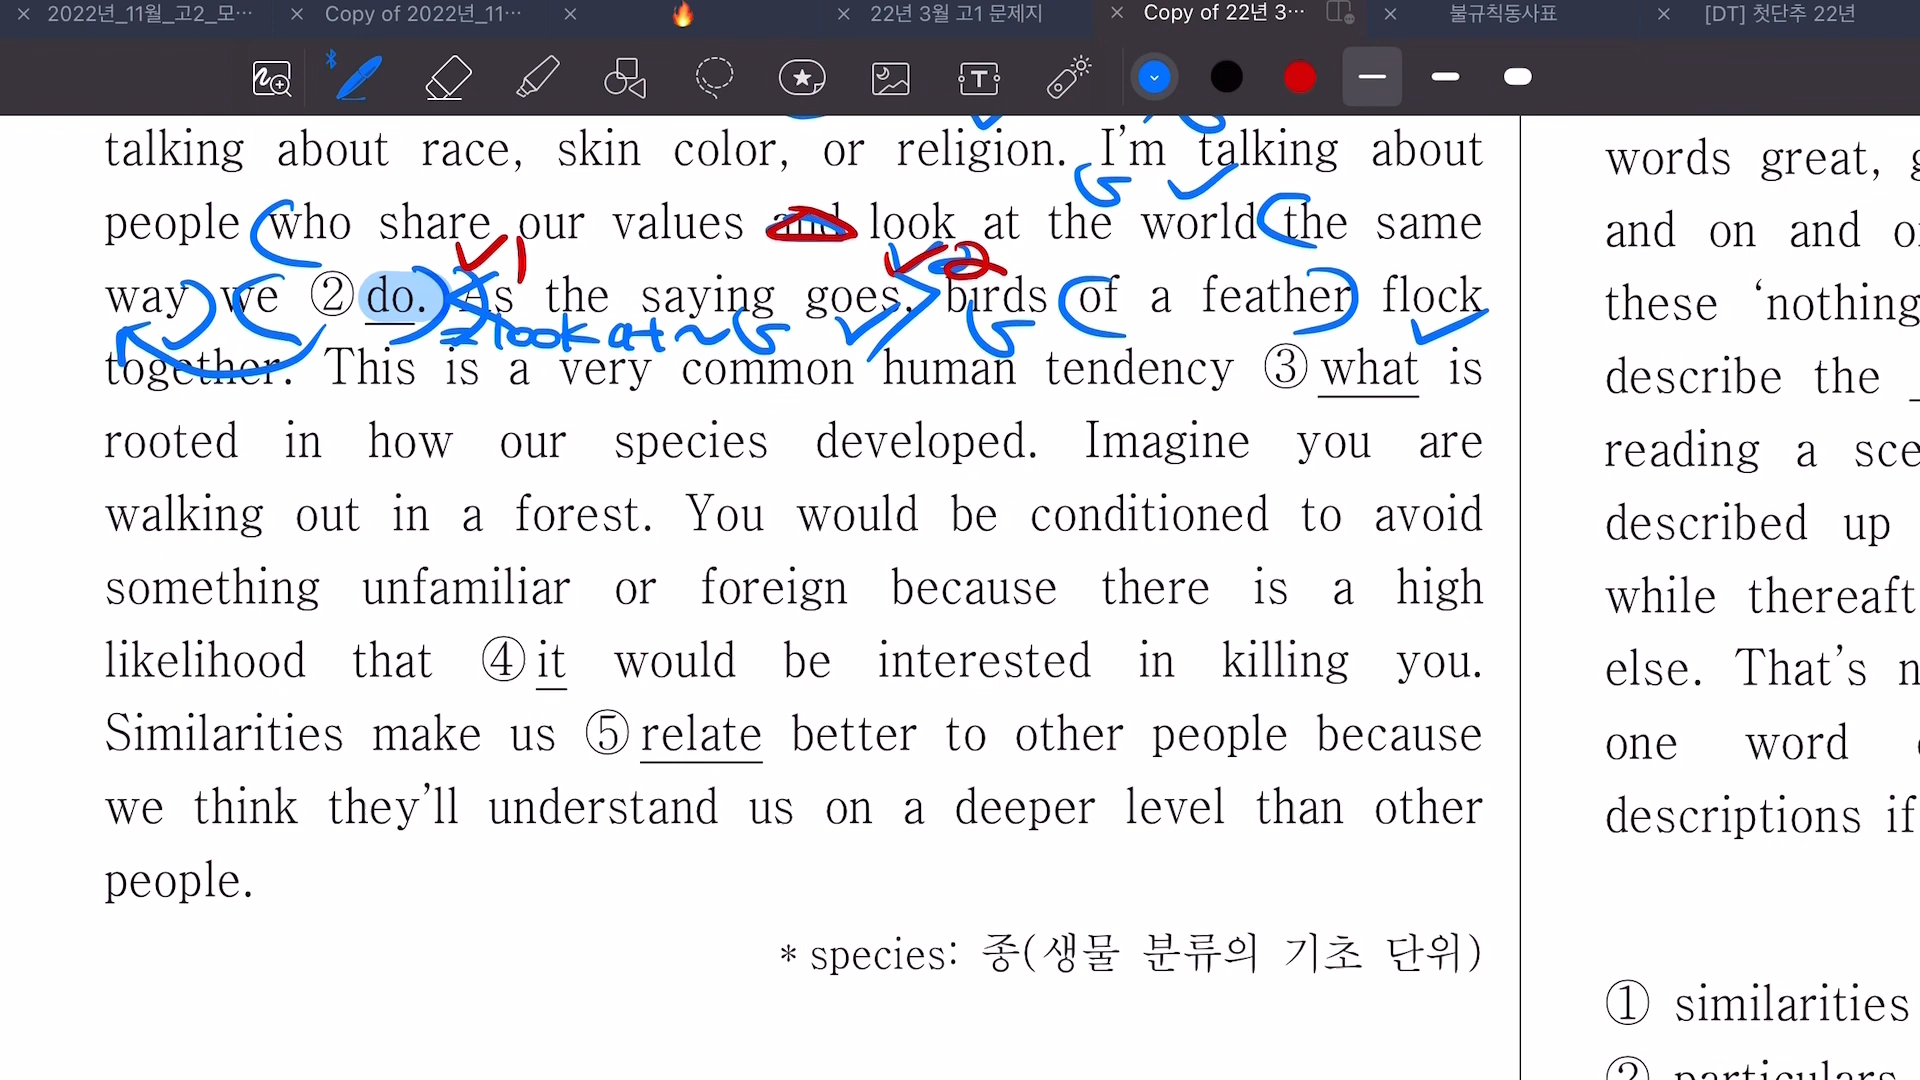 2022년_11월_고2_모… Copy of 2022년_11… 🔥 22년 3월 고1 문제지 Copy of 22년 3… 불규칙동사표 [DT] 첫단추 22년
talking about race, skin color, or religion. I'm talking about
people who share our values and look at the world the same
way we ② do. As the saying goes, birds of a feather flock
= look at ~
together. This is a very common human tendency ③ what is
rooted in how our species developed. Imagine you are
walking out in a forest. You would be conditioned to avoid
something unfamiliar or foreign because there is a high
likelihood that ④ it would be interested in killing you.
Similarities make us ⑤ relate better to other people because
we think they'll understand us on a deeper level than other
people.
* species: 종(생물 분류의 기초 단위)
words great,
and on and
these 'nothing
describe the
reading a sce
described up
while thereaft
else. That's n
one word
descriptions if
① similarities
② particulars